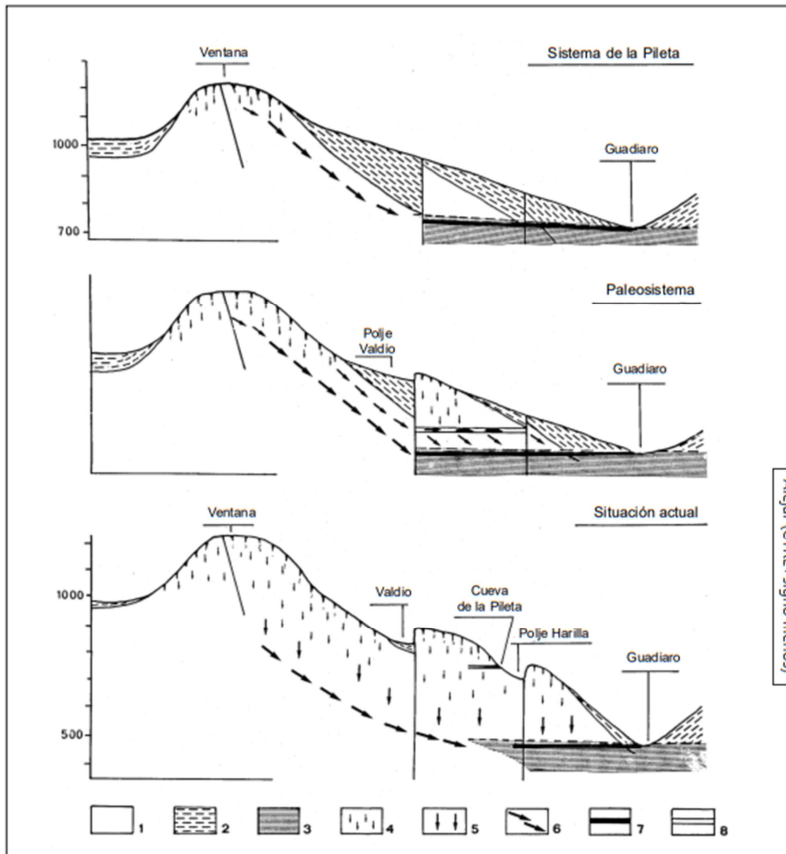 Ventana
Sistema de la Pileta
1000
Guadiaro
700
Paleosistema
Polje
Valdio
Guadiaro
Situación actual
Ventana
1000
Valdio
Cueva
de la Pileta
Polje Harilla
Guadiaro
500
1 2 3 4 5 6 7 8